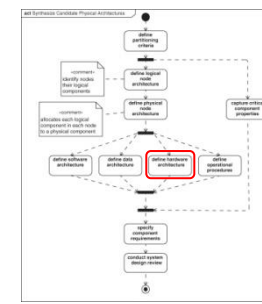 act Synthesize Candidate Physical Architectures
define
partitioning
criteria
«comment»
identify nodes
their logical
components
define logical
node
architecture
«comment»
allocates each logical
component in each node
to a physical component
define physical
node
architecture
capture critical
component
properties
define software
architecture
define data
architecture
define hardware
architecture
define
operational
procedures
specify
component
requirements
conduct system
design review